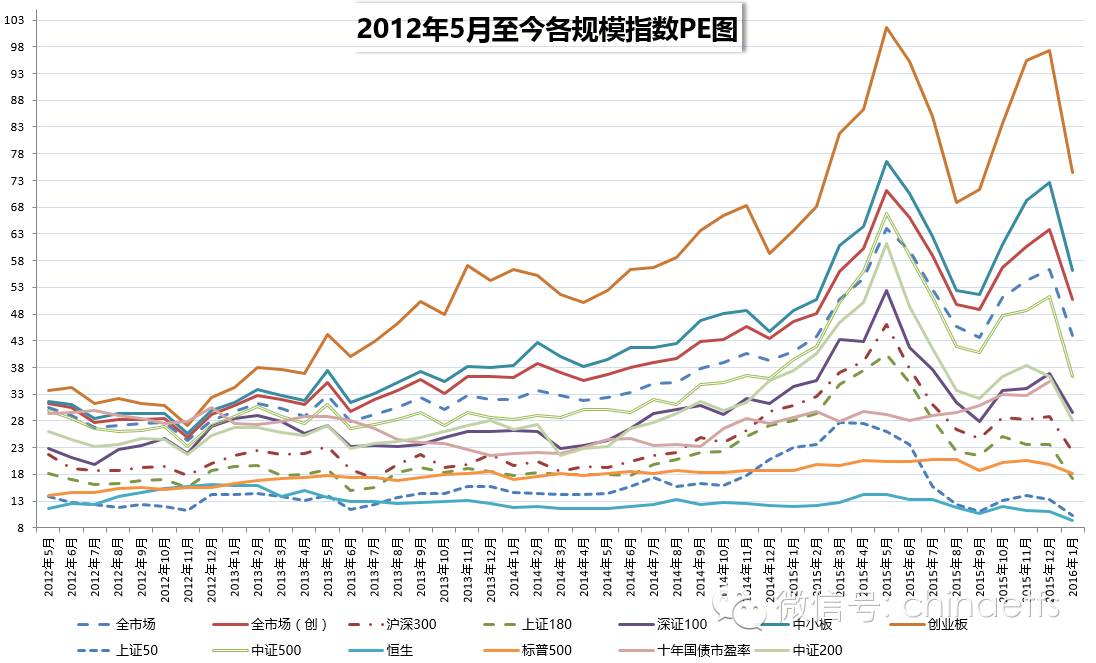 2012年5月至今各规模指数PE图
103
98
93
88
83
78
73
68
63
58
53
48
43
38
33
28
23
18
13
8
2012年5月
2012年6月
2012年7月
2012年8月
2012年9月
2012年10月
2012年11月
2012年12月
2013年1月
2013年2月
2013年3月
2013年4月
2013年5月
2013年6月
2013年7月
2013年8月
2013年9月
2013年10月
2013年11月
2013年12月
2014年1月
2014年2月
2014年3月
2014年4月
2014年5月
2014年6月
2014年7月
2014年8月
2014年9月
2014年10月
2014年11月
2014年12月
2015年1月
2015年2月
2015年3月
2015年4月
2015年5月
2015年6月
2015年7月
2015年8月
2015年9月
2015年10月
2015年11月
2015年12月
2016年1月
微信号: chinaetfs
全市场 全市场（创） 沪深300 上证180 深证100 中小板 创业板
上证50 中证500 恒生 标普500 十年国债市盈率 中证200